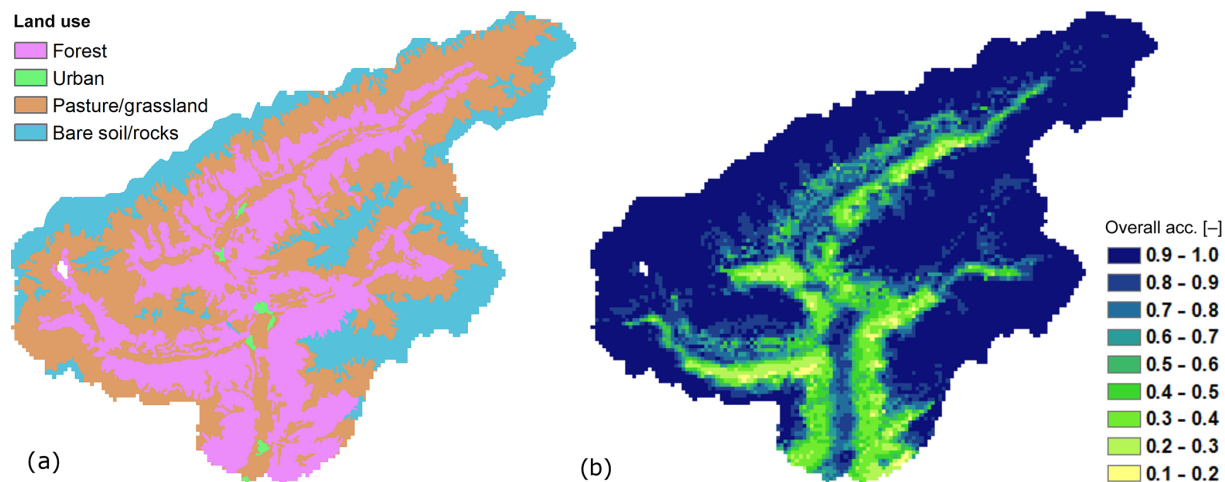 Land use
Forest
Urban
Pasture/grassland
Bare soil/rocks
(a)
(b)
Overall acc. [–]
0.9 – 1.0
0.8 – 0.9
0.7 – 0.8
0.6 – 0.7
0.5 – 0.6
0.4 – 0.5
0.3 – 0.4
0.2 – 0.3
0.1 – 0.2